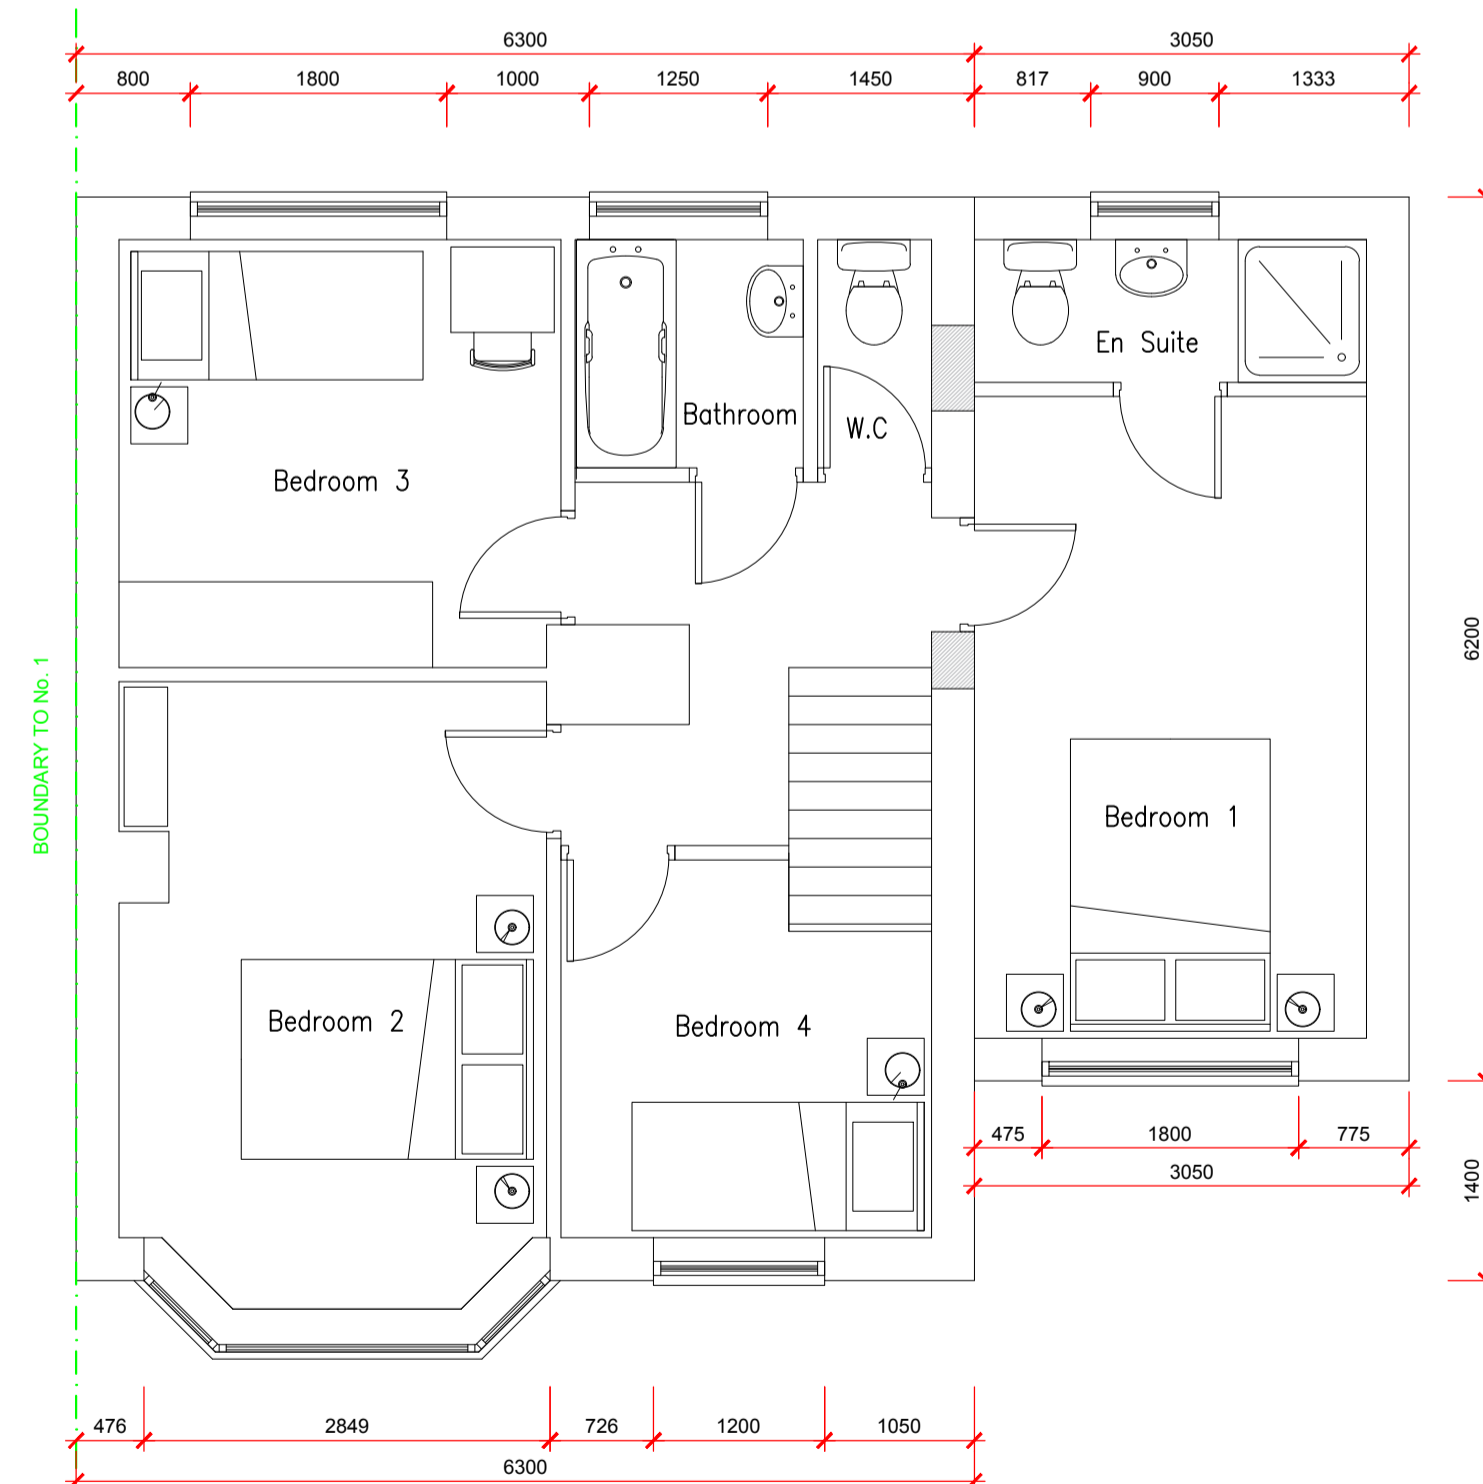 6300 3050
800 1800 1000 1250 1450 817 900 1333
En Suite
Bathroom
W.C
Bedroom 3
6200
BOUNDARY TO No. 1
Bedroom 1
Bedroom 2
Bedroom 4
475 1800 775
3050
1400
476 2849 726 1200 1050
6300